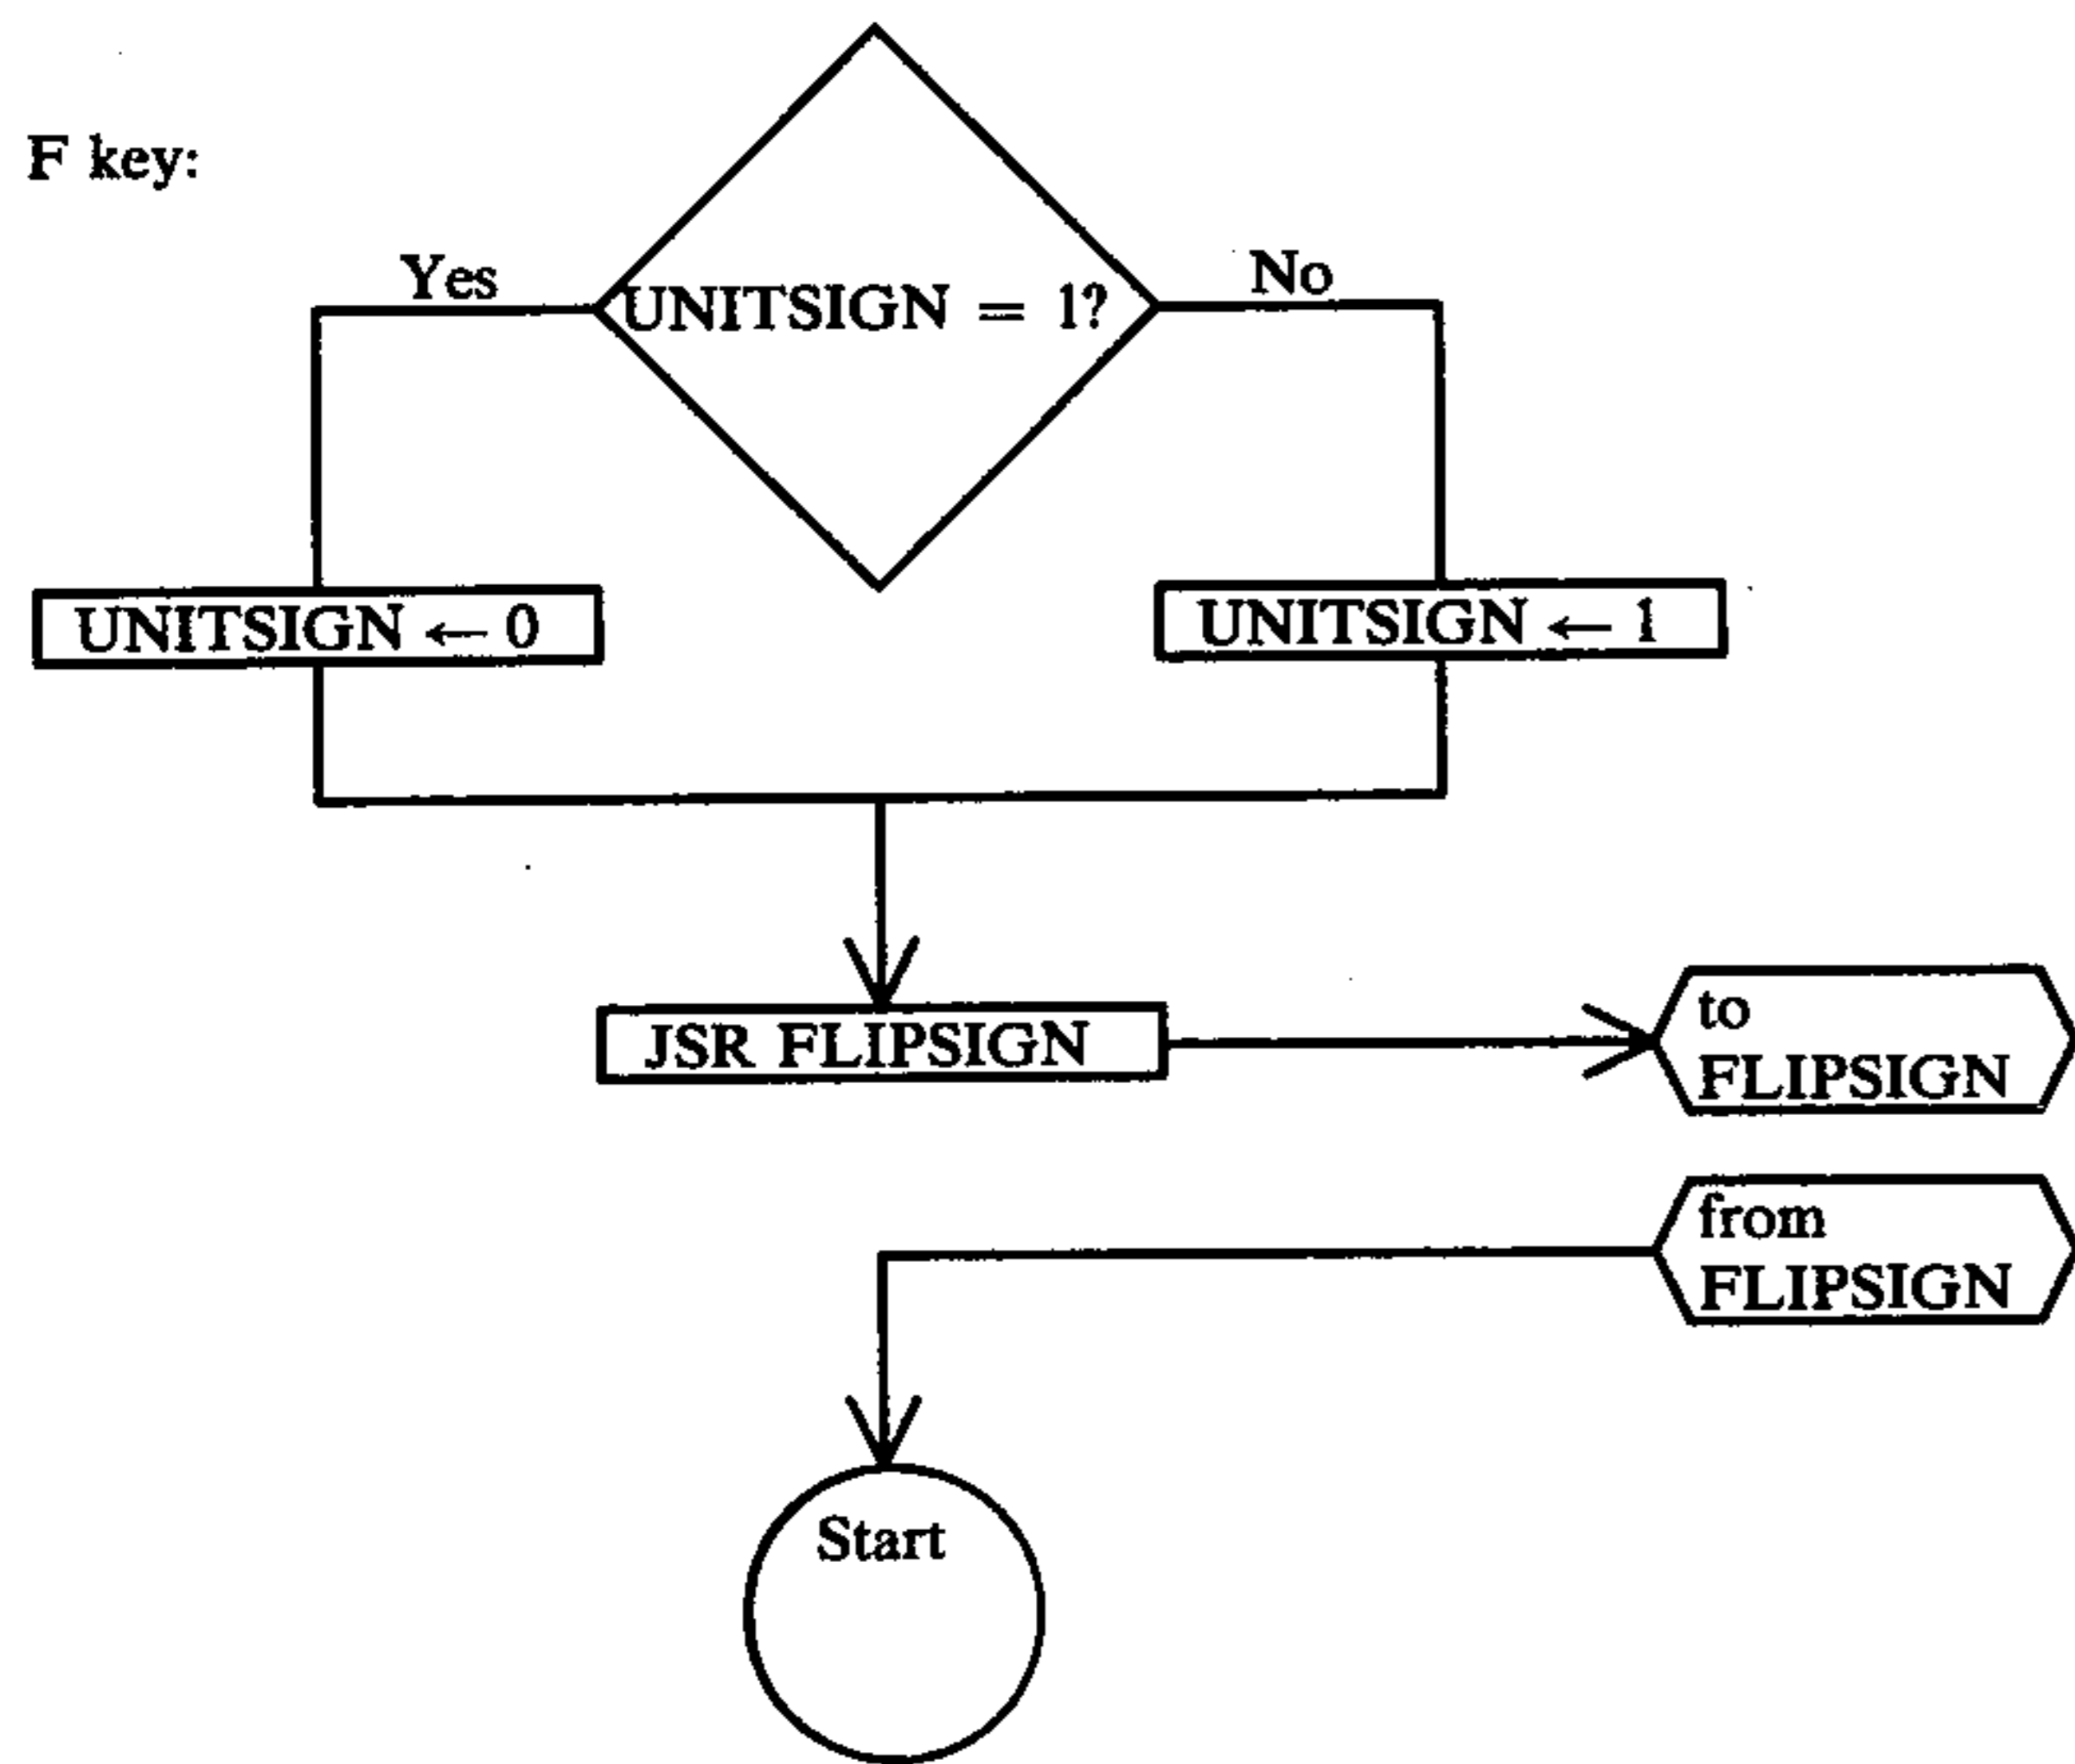 F key:
Yes
UNITSIGN = 1?
No
UNITSIGN ← 0
UNITSIGN ← 1
JSR FLIPSIGN
to
FLIPSIGN
from
FLIPSIGN
Start